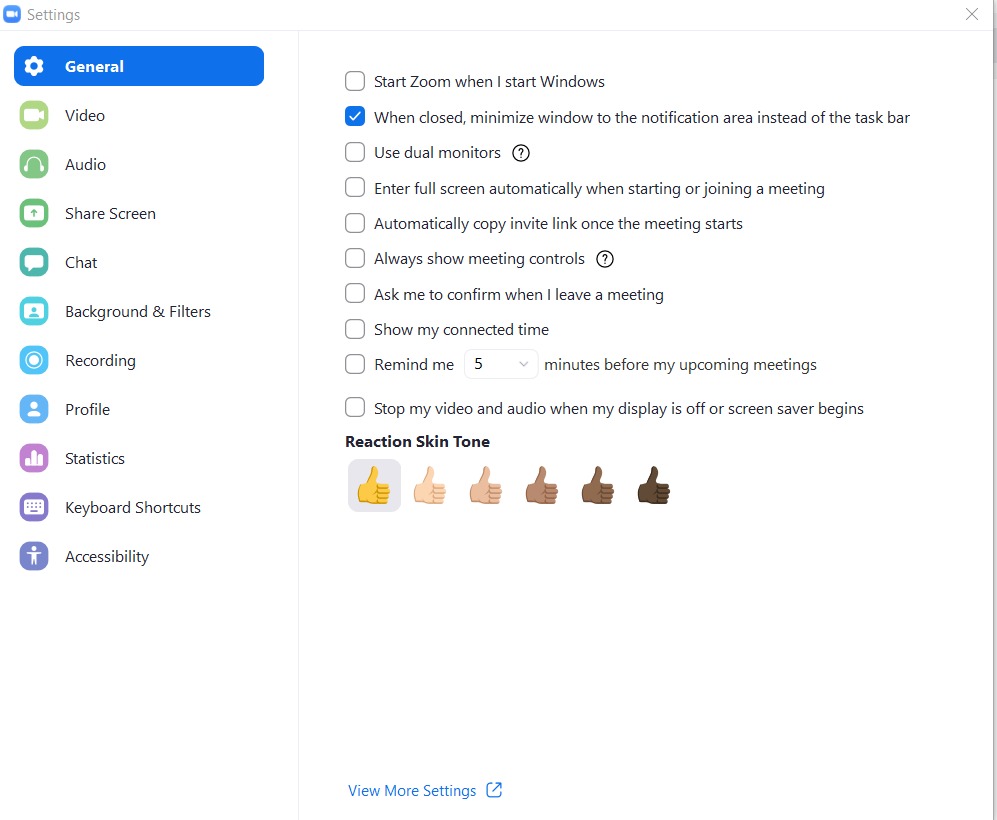 Settings
General
Video
Audio
Share Screen
Chat
Background & Filters
Recording
Profile
Statistics
Keyboard Shortcuts
Accessibility
Start Zoom when I start Windows
When closed, minimize window to the notification area instead of the task bar
Use dual monitors ?
Enter full screen automatically when starting or joining a meeting
Automatically copy invite link once the meeting starts
Always show meeting controls ?
Ask me to confirm when I leave a meeting
Show my connected time
Remind me 5 minutes before my upcoming meetings
Stop my video and audio when my display is off or screen saver begins
Reaction Skin Tone
View More Settings